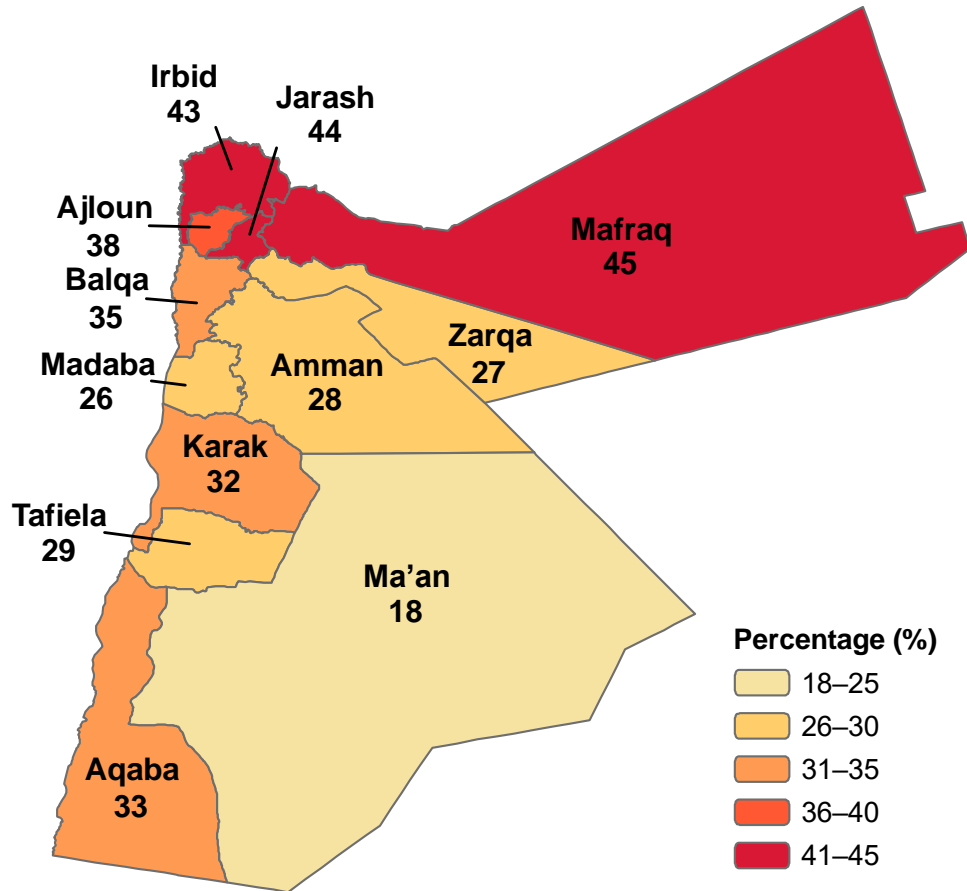 Irbid
43
Jarash
44
Ajloun
38
Mafraq
45
Balqa
35
Zarqa
27
Madaba
26
Amman
28
Karak
32
Tafiela
29
Ma’an
18
Aqaba
33
Percentage (%)
18–25
26–30
31–35
36–40
41–45